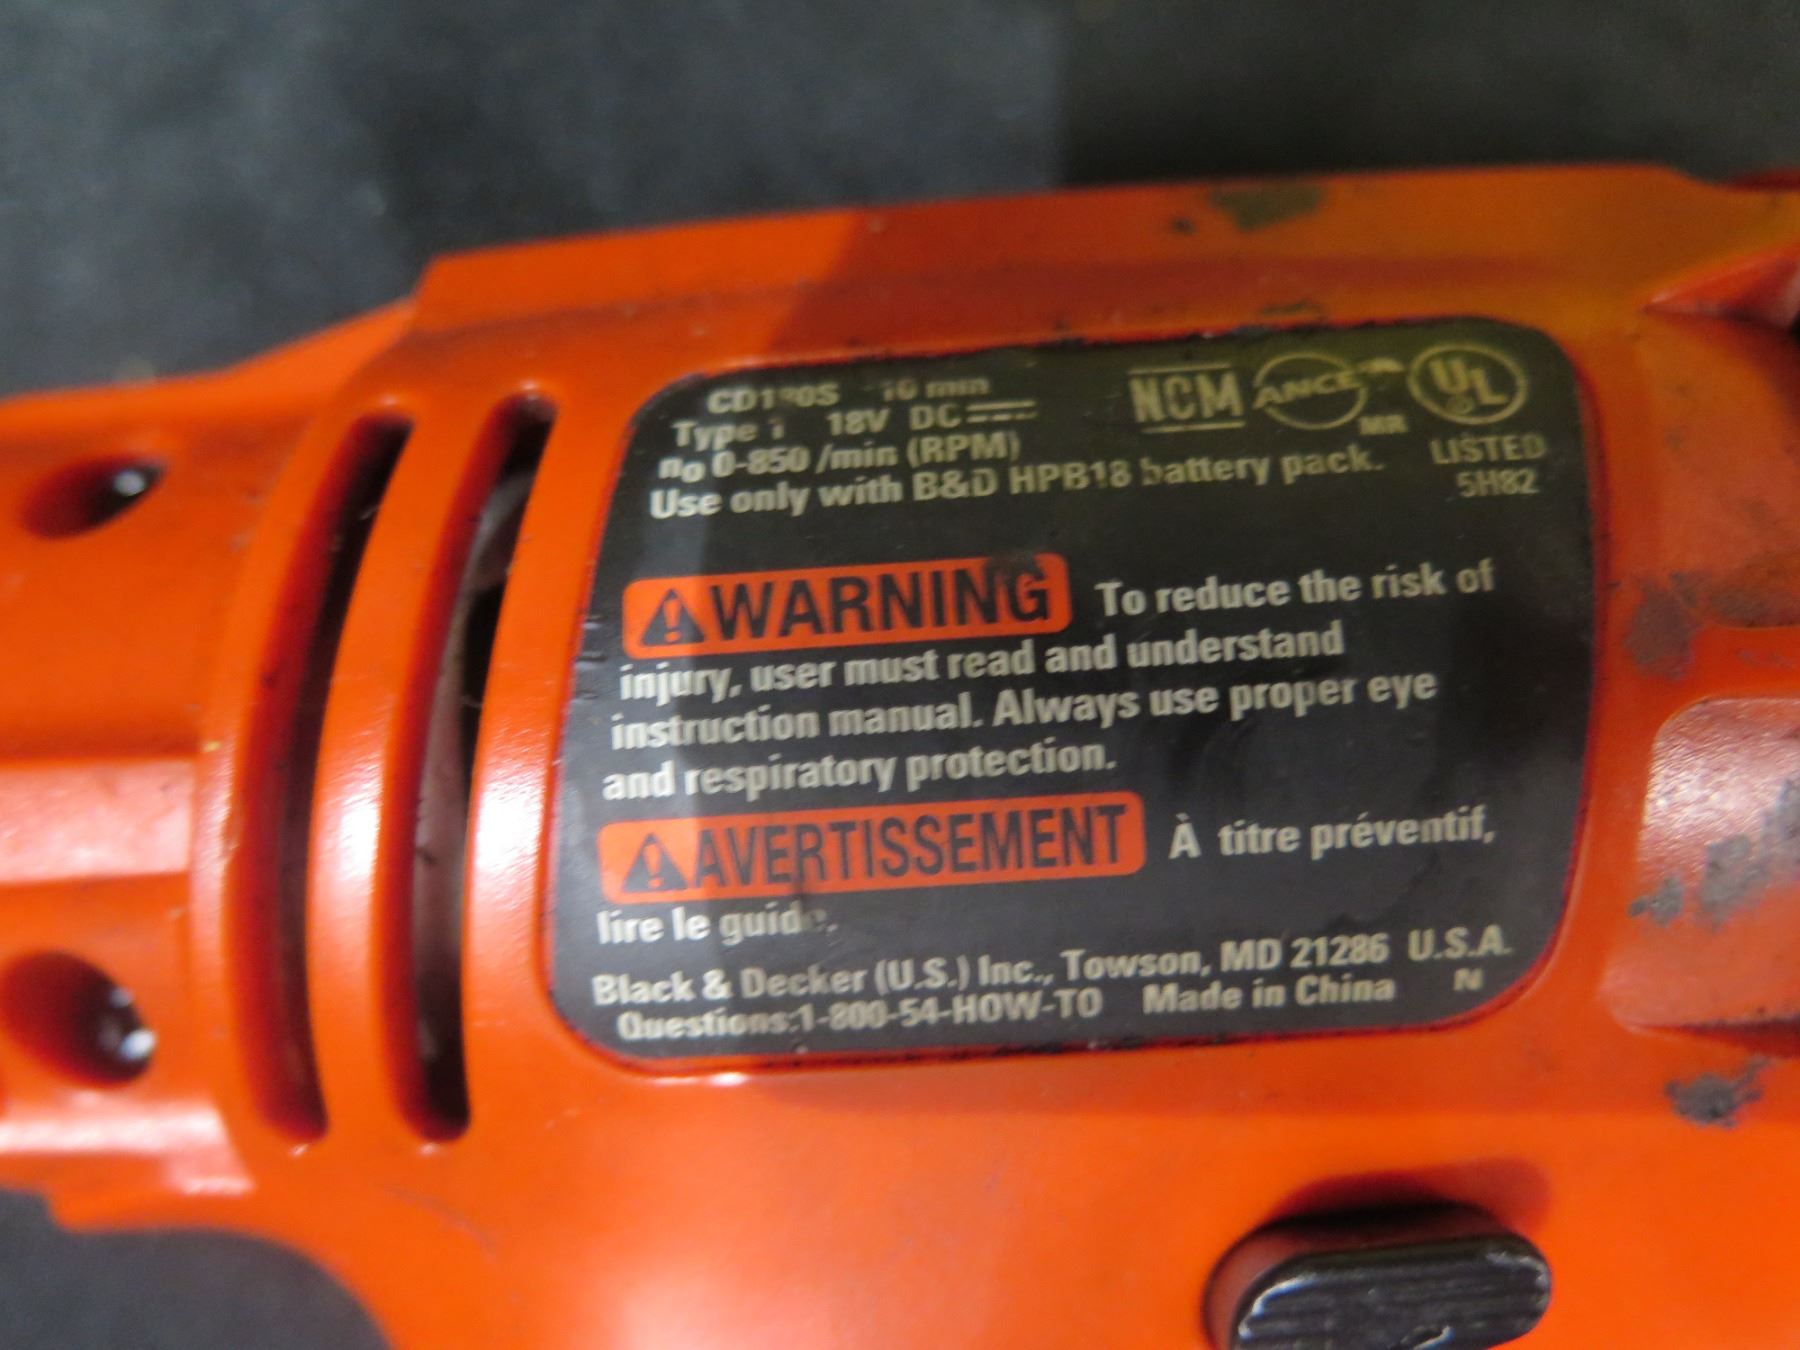 10 mm
Type 1 18V DC
no 0-850 /min (RPM)
Use only with B&D HPB18 battery pack.
NCM
ANCE
MR
UL
LISTED
5H82
WARNING To reduce the risk of
injury, user must read and understand
instruction manual. Always use proper eye
and respiratory protection.
AVERTISSEMENT À titre préventif,
lire le guide.
Black & Decker (U.S.) Inc., Towson, MD 21286 U.S.A.
Questions:1-800-54-HOW-TO Made in China N